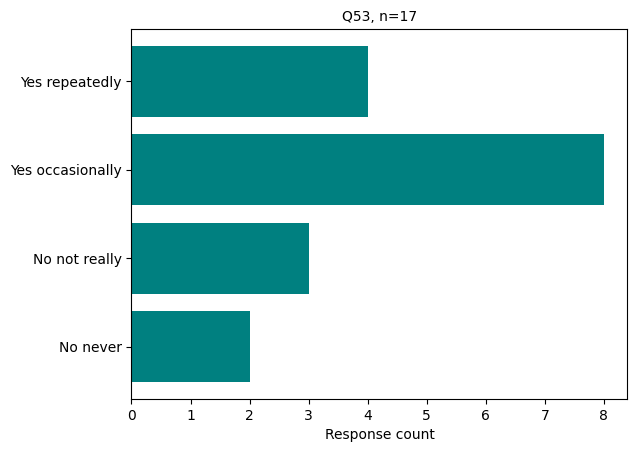 Q53, n=17
Yes repeatedly
Yes occasionally
No not really
No never
0 1 2 3 4 5 6 7 8
Response count